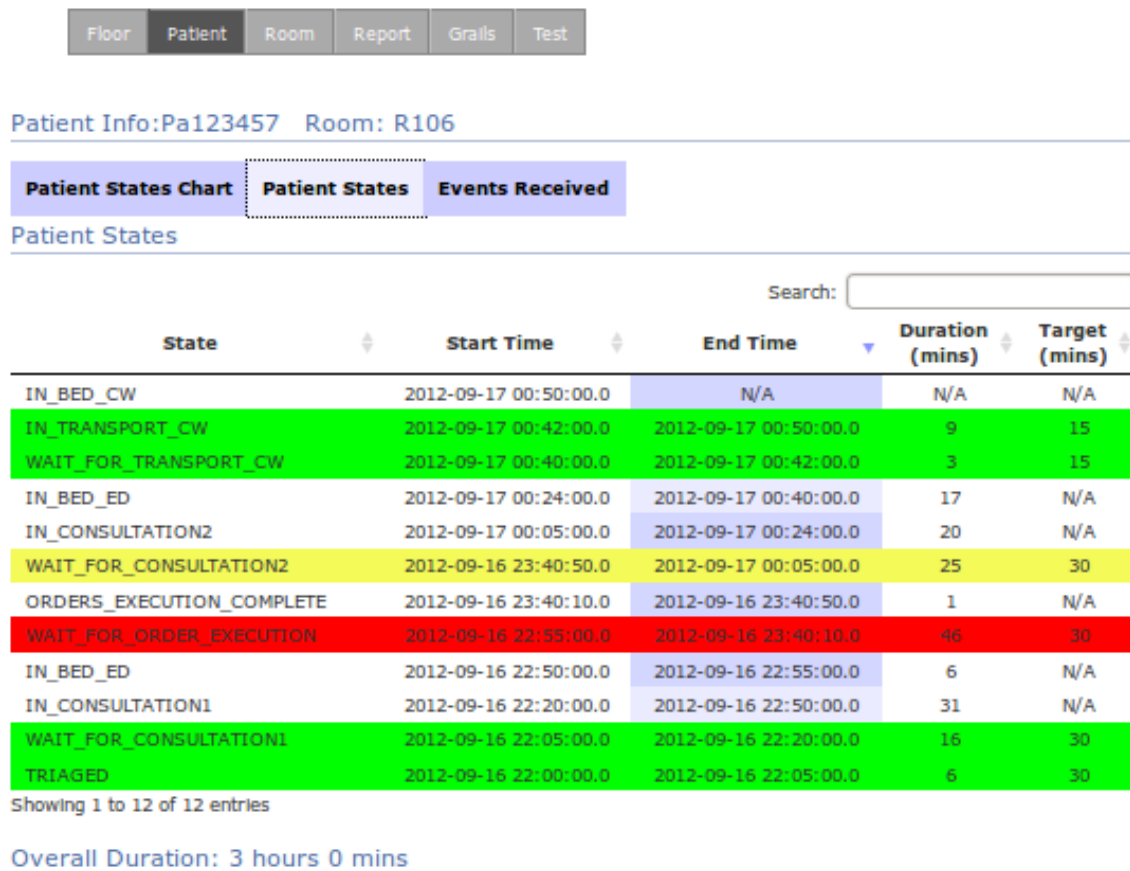 Floor Patient Room Report Grails Test
Patient Info:Pa123457 Room: R106
Patient States Chart Patient States Events Received
Patient States
Search:
State Start Time End Time Duration (mins) Target (mins)
IN_BED_CW 2012-09-17 00:50:00.0 N/A N/A N/A
IN_TRANSPORT_CW 2012-09-17 00:42:00.0 2012-09-17 00:50:00.0 9 15
WAIT_FOR_TRANSPORT_CW 2012-09-17 00:40:00.0 2012-09-17 00:42:00.0 3 15
IN_BED_ED 2012-09-17 00:24:00.0 2012-09-17 00:40:00.0 17 N/A
IN_CONSULTATION2 2012-09-17 00:05:00.0 2012-09-17 00:24:00.0 20 N/A
WAIT_FOR_CONSULTATION2 2012-09-16 23:40:50.0 2012-09-17 00:05:00.0 25 30
ORDERS_EXECUTION_COMPLETE 2012-09-16 23:40:10.0 2012-09-16 23:40:50.0 1 N/A
WAIT_FOR_ORDER_EXECUTION 2012-09-16 22:55:00.0 2012-09-16 23:40:10.0 46 30
IN_BED_ED 2012-09-16 22:50:00.0 2012-09-16 22:55:00.0 6 N/A
IN_CONSULTATION1 2012-09-16 22:20:00.0 2012-09-16 22:50:00.0 31 N/A
WAIT_FOR_CONSULTATION1 2012-09-16 22:05:00.0 2012-09-16 22:20:00.0 16 30
TRIAGED 2012-09-16 22:00:00.0 2012-09-16 22:05:00.0 6 30
Showing 1 to 12 of 12 entries
Overall Duration: 3 hours 0 mins